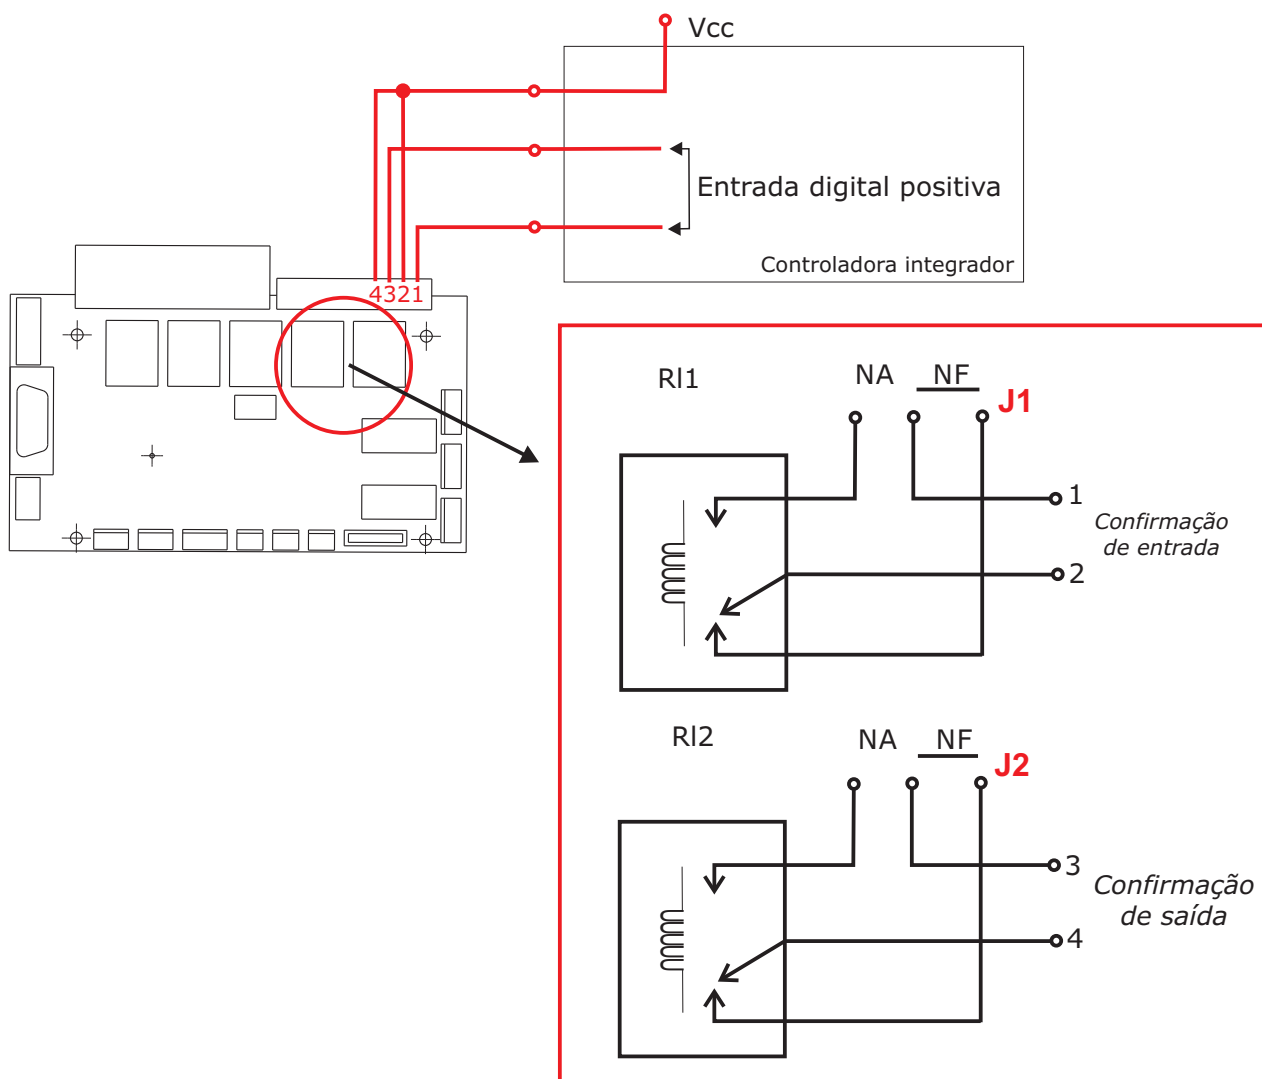 Vcc
Entrada digital positiva
Controladora integrador
4321
Rl1
NA
NF
J1
1
Confirmação
de entrada
2
Rl2
NA
NF
J2
3
Confirmação
de saída
4